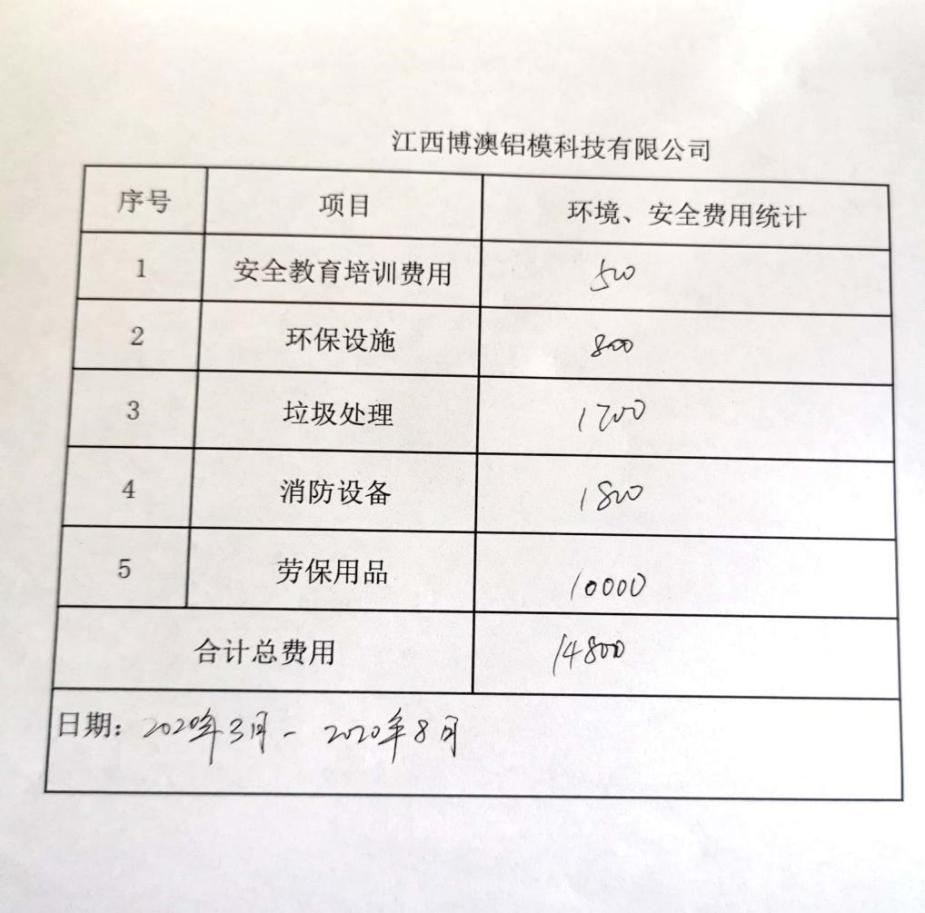 江西博澳铝模科技有限公司
序号 项目 环境、安全费用统计
1 安全教育培训费用 500
2 环保设施 800
3 垃圾处理 1700
4 消防设备 1800
5 劳保用品 10000
合计总费用 14800
日期：2020年3月-2020年8月